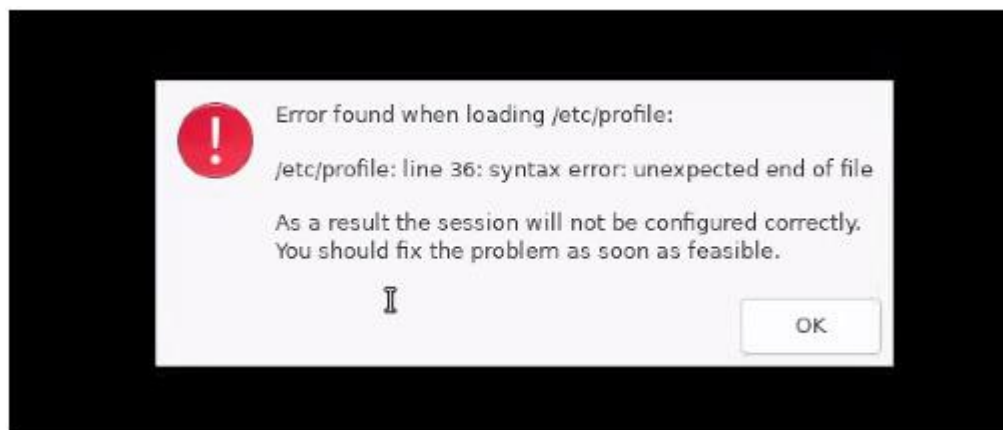 Error found when loading /etc/profile:
/etc/profile: line 36: syntax error: unexpected end of file
As a result the session will not be configured correctly.
You should fix the problem as soon as feasible.
OK